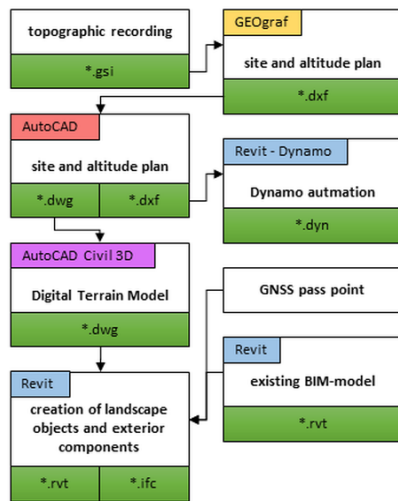 topographic recording
*.gsi
GEOgraf
site and altitude plan
*.dxf
AutoCAD
site and altitude plan
*.dwg
*.dxf
Revit - Dynamo
Dynamo autmation
*.dyn
AutoCAD Civil 3D
Digital Terrain Model
*.dwg
GNSS pass point
Revit
existing BIM-model
*.rvt
Revit
creation of landscape
objects and exterior
components
*.rvt
*.ifc